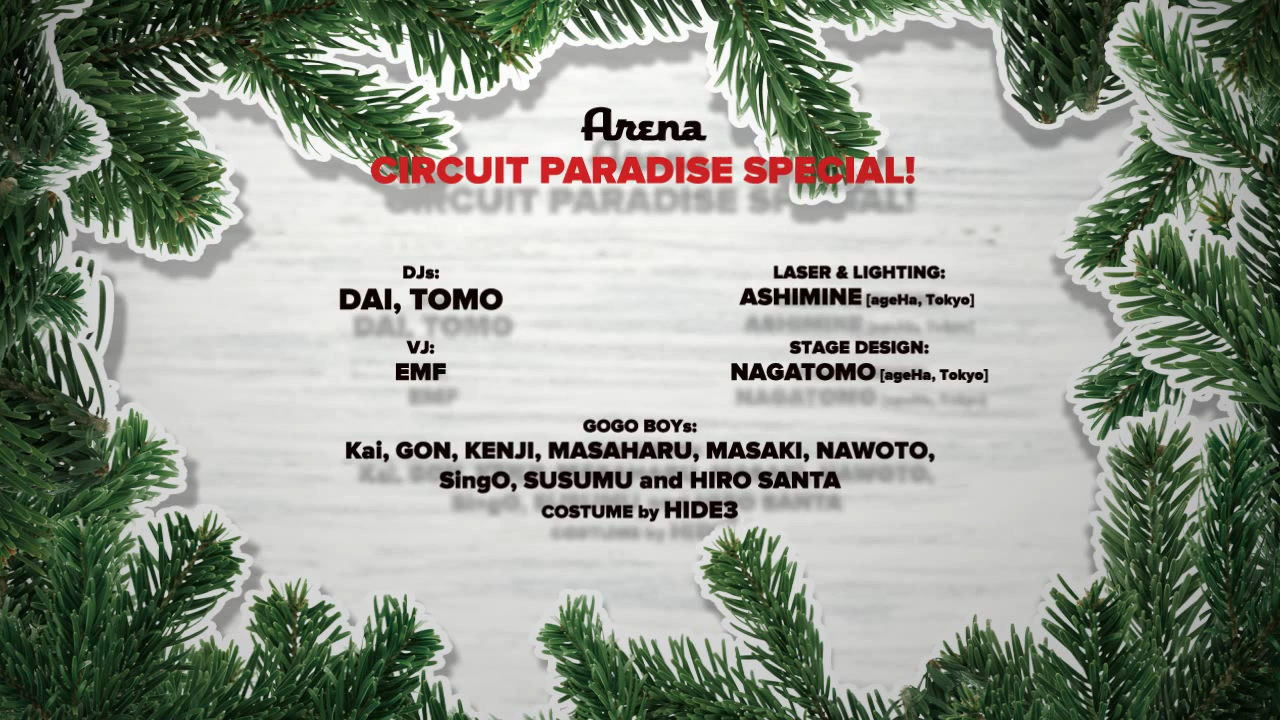 Arena
CIRCUIT PARADISE SPECIAL!
DJs:
DAI, TOMO
VJ:
EMF
LASER & LIGHTING:
ASHIMINE [ageHa, Tokyo]
STAGE DESIGN:
NAGATOMO [ageHa, Tokyo]
GOGO BOYs:
Kai, GON, KENJI, MASAHARU, MASAKI, NAWOTO,
SingO, SUSUMU and HIRO SANTA
COSTUME by HIDE3